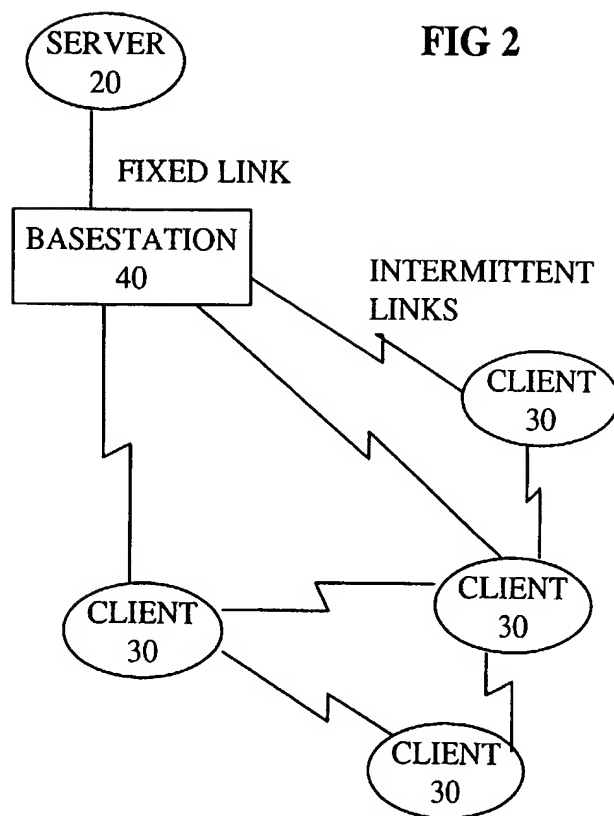 FIG 2
SERVER
20
FIXED LINK
BASESTATION
40
INTERMITTENT
LINKS
CLIENT
30
CLIENT
30
CLIENT
30
CLIENT
30